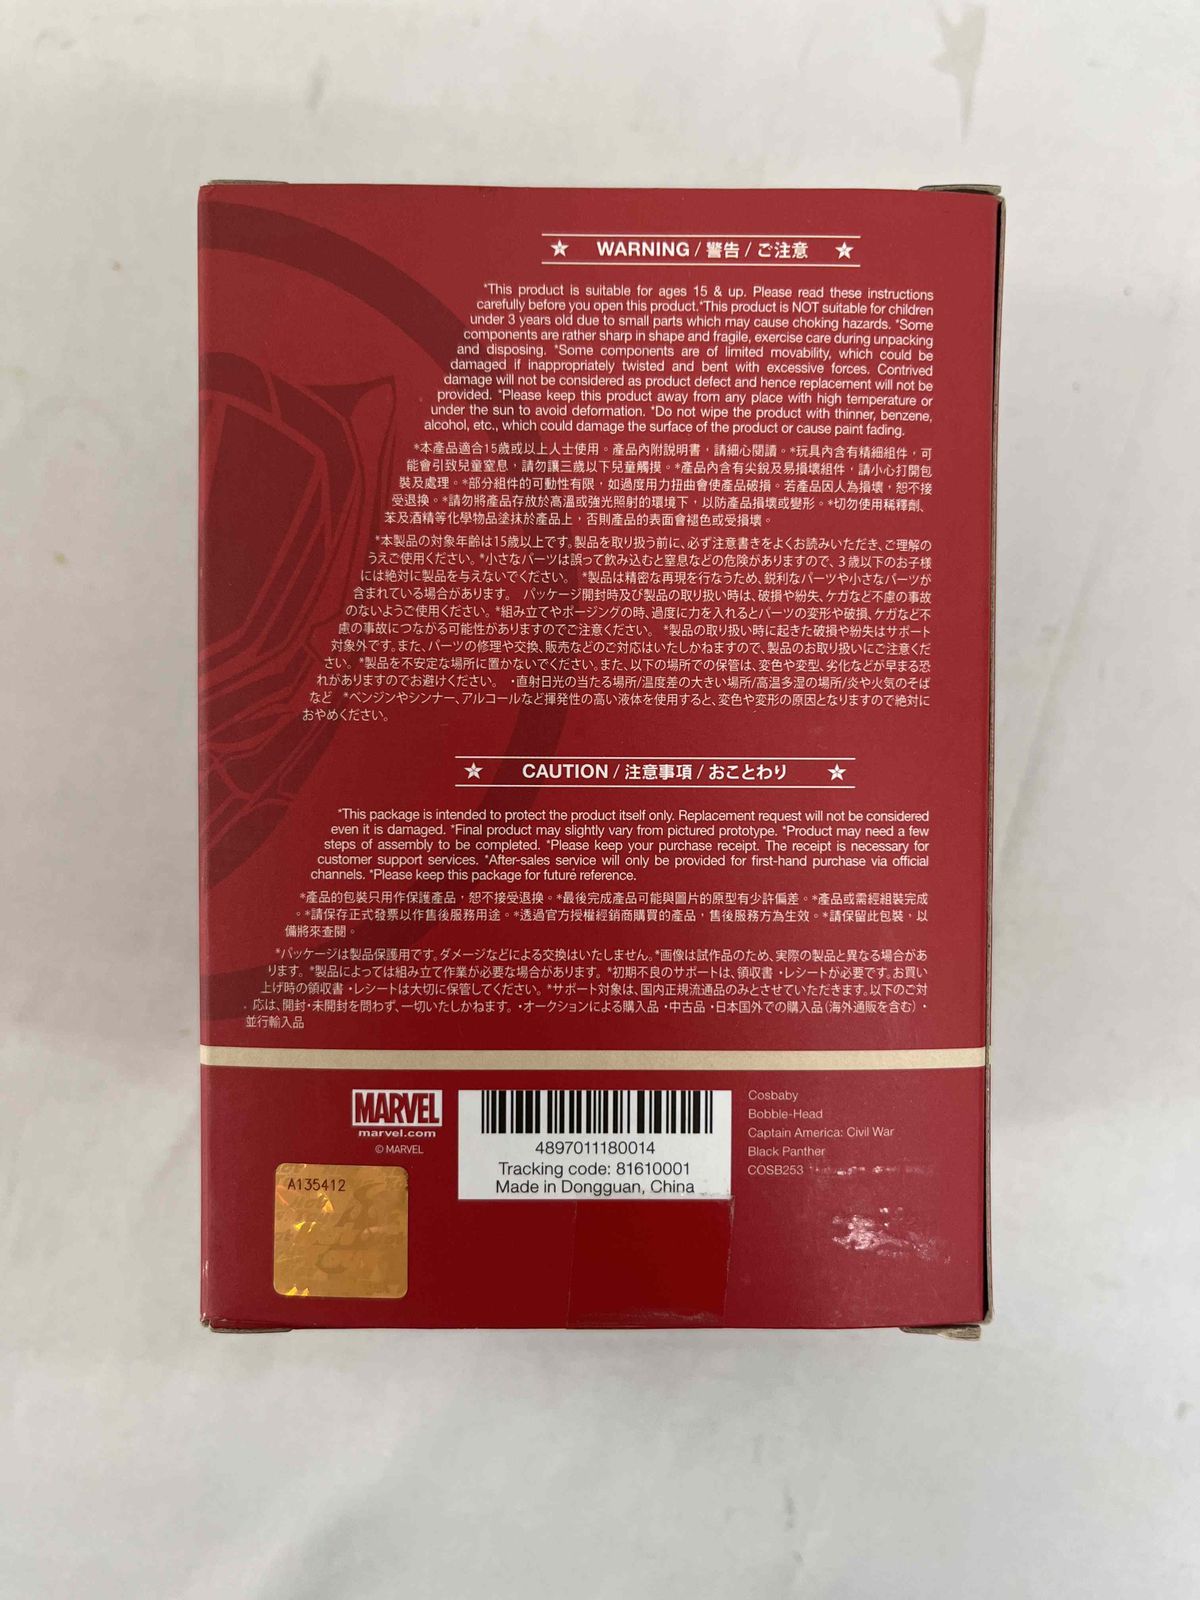 WARNING / 警告 / ご注意
*This product is suitable for ages 15 & up. Please read these instructions
carefully before you open this product.*This product is NOT suitable for children
under 3 years old due to small parts which may cause choking hazards. *Some
components are rather sharp in shape and fragile, exercise care during unpacking
and disposing. *Some components are of limited movability, which could be
damaged if inappropriately twisted and bent with excessive forces. Contrived
damage will not be considered as product defect and hence replacement will not be
provided. *Please keep this product away from any place with high temperature or
under the sun to avoid deformation. *Do not wipe the product with thinner, benzene,
alcohol, etc., which could damage the surface of the product or cause paint fading.
*本產品適合15歲或以上人士使用。產品內附說明書，請細心閱讀。*玩具內含有精細組件，可
能會引致兒童窒息，請勿讓三歲以下兒童觸摸。*產品內含有尖銳及易損壞組件，請小心打開包
裝及處理。*部分組件的可動性有限，如過度用力扭曲會使產品破損。若產品因人為損壞，恕不接
受退換。*請勿將產品存放於高溫或強光照射的環境下，以防產品損壞或變形。*切勿使用稀釋劑、
苯及酒精等化學物品塗抹於產品上，否則產品的表面會褪色或受損壞。
*本製品の対象年齢は15歳以上です。製品を取り扱う前に、必ず注意書きをよくお読みいただき、ご理解の
うえご使用ください。*小さなパーツは誤って飲み込むと窒息などの危険がありますので、3歳以下のお子様
には絶対に製品を与えないでください。 *製品は精密な再現を行なうため、鋭利なパーツや小さなパーツが
含まれている場合があります。 パッケージ開封時及び製品の取り扱い時は、破損や紛失、ケガなど不慮の事故
のないようご使用ください。*組み立てやポージングの時、過度に力を入れるとパーツの変形や破損、ケガなど不
慮の事故につながる可能性がありますのでご注意ください。 *製品の取り扱い時に起きた破損や紛失はサポート
対象外です。また、パーツの修理や交換、販売などのご対応はいたしかねますので、製品のお取り扱いにご注意くだ
さい。*製品を不安定な場所に置かないでください。また、以下の場所での保管は、変色や変型、劣化などが早まる恐
れがありますのでお避けください。 ・直射日光の当たる場所/温度差の大きい場所/高温多湿の場所/炎や火気のそば
など *ベンジンやシンナー、アルコールなど揮発性の高い液体を使用すると、変色や変形の原因となりますので絶対に
おやめください。
CAUTION / 注意事項 / おことわり
*This package is intended to protect the product itself only. Replacement request will not be considered
even it is damaged. *Final product may slightly vary from pictured prototype. *Product may need a few
steps of assembly to be completed. *Please keep your purchase receipt. The receipt is necessary for
customer support services. *After-sales service will only be provided for first-hand purchase via official
channels. *Please keep this package for future reference.
*產品的包裝只用作保護產品，恕不接受退換。*最後完成產品可能與圖片的原型有少許偏差。*產品或需經組裝完成
。*請保存正式發票以作售後服務用途。*透過官方授權經銷商購買的產品，售後服務方為生效。*請保留此包裝，以
備將來查閱。
*パッケージは製品保護用です。ダメージなどによる交換はいたしません。*画像は試作品のため、実際の製品と異なる場合があ
ります。*製品によっては組み立て作業が必要な場合があります。*初期不良のサポートは、領収書・レシートが必要です。お買い
上げ時の領収書・レシートは大切に保管してください。*サポート対象は、国内正規流通品のみとさせていただきます。以下のご対
応は、開封・未開封を問わず、一切いたしかねます。・オークションによる購入品・中古品・日本国外での購入品（海外通販を含む）・
並行輸入品
MARVEL
marvel.com
© MARVEL
A135412
4897011180014
Tracking code: 81610001
Made in Dongguan, China
Cosbaby
Bobble-Head
Captain America: Civil War
Black Panther
COSB253